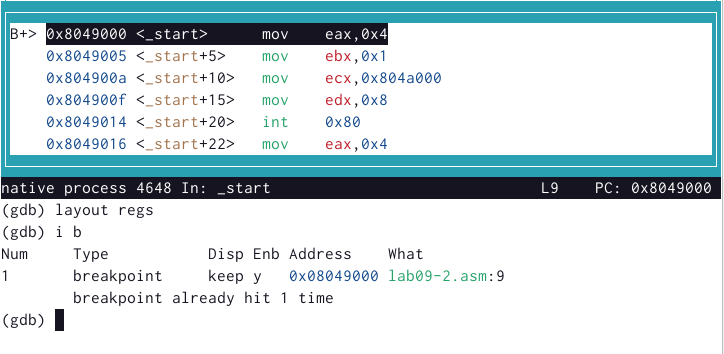 B+> 0x8049000 <_start>      mov    eax,0x4
    0x8049005 <_start+5>    mov    ebx,0x1
    0x804900a <_start+10>   mov    ecx,0x804a000
    0x804900f <_start+15>   mov    edx,0x8
    0x8049014 <_start+20>   int    0x80
    0x8049016 <_start+22>   mov    eax,0x4
native process 4648 In: _start                              L9    PC: 0x8049000
(gdb) layout regs
(gdb) i b
Num     Type           Disp Enb Address    What
1       breakpoint     keep y   0x08049000 lab09-2.asm:9
        breakpoint already hit 1 time
(gdb)